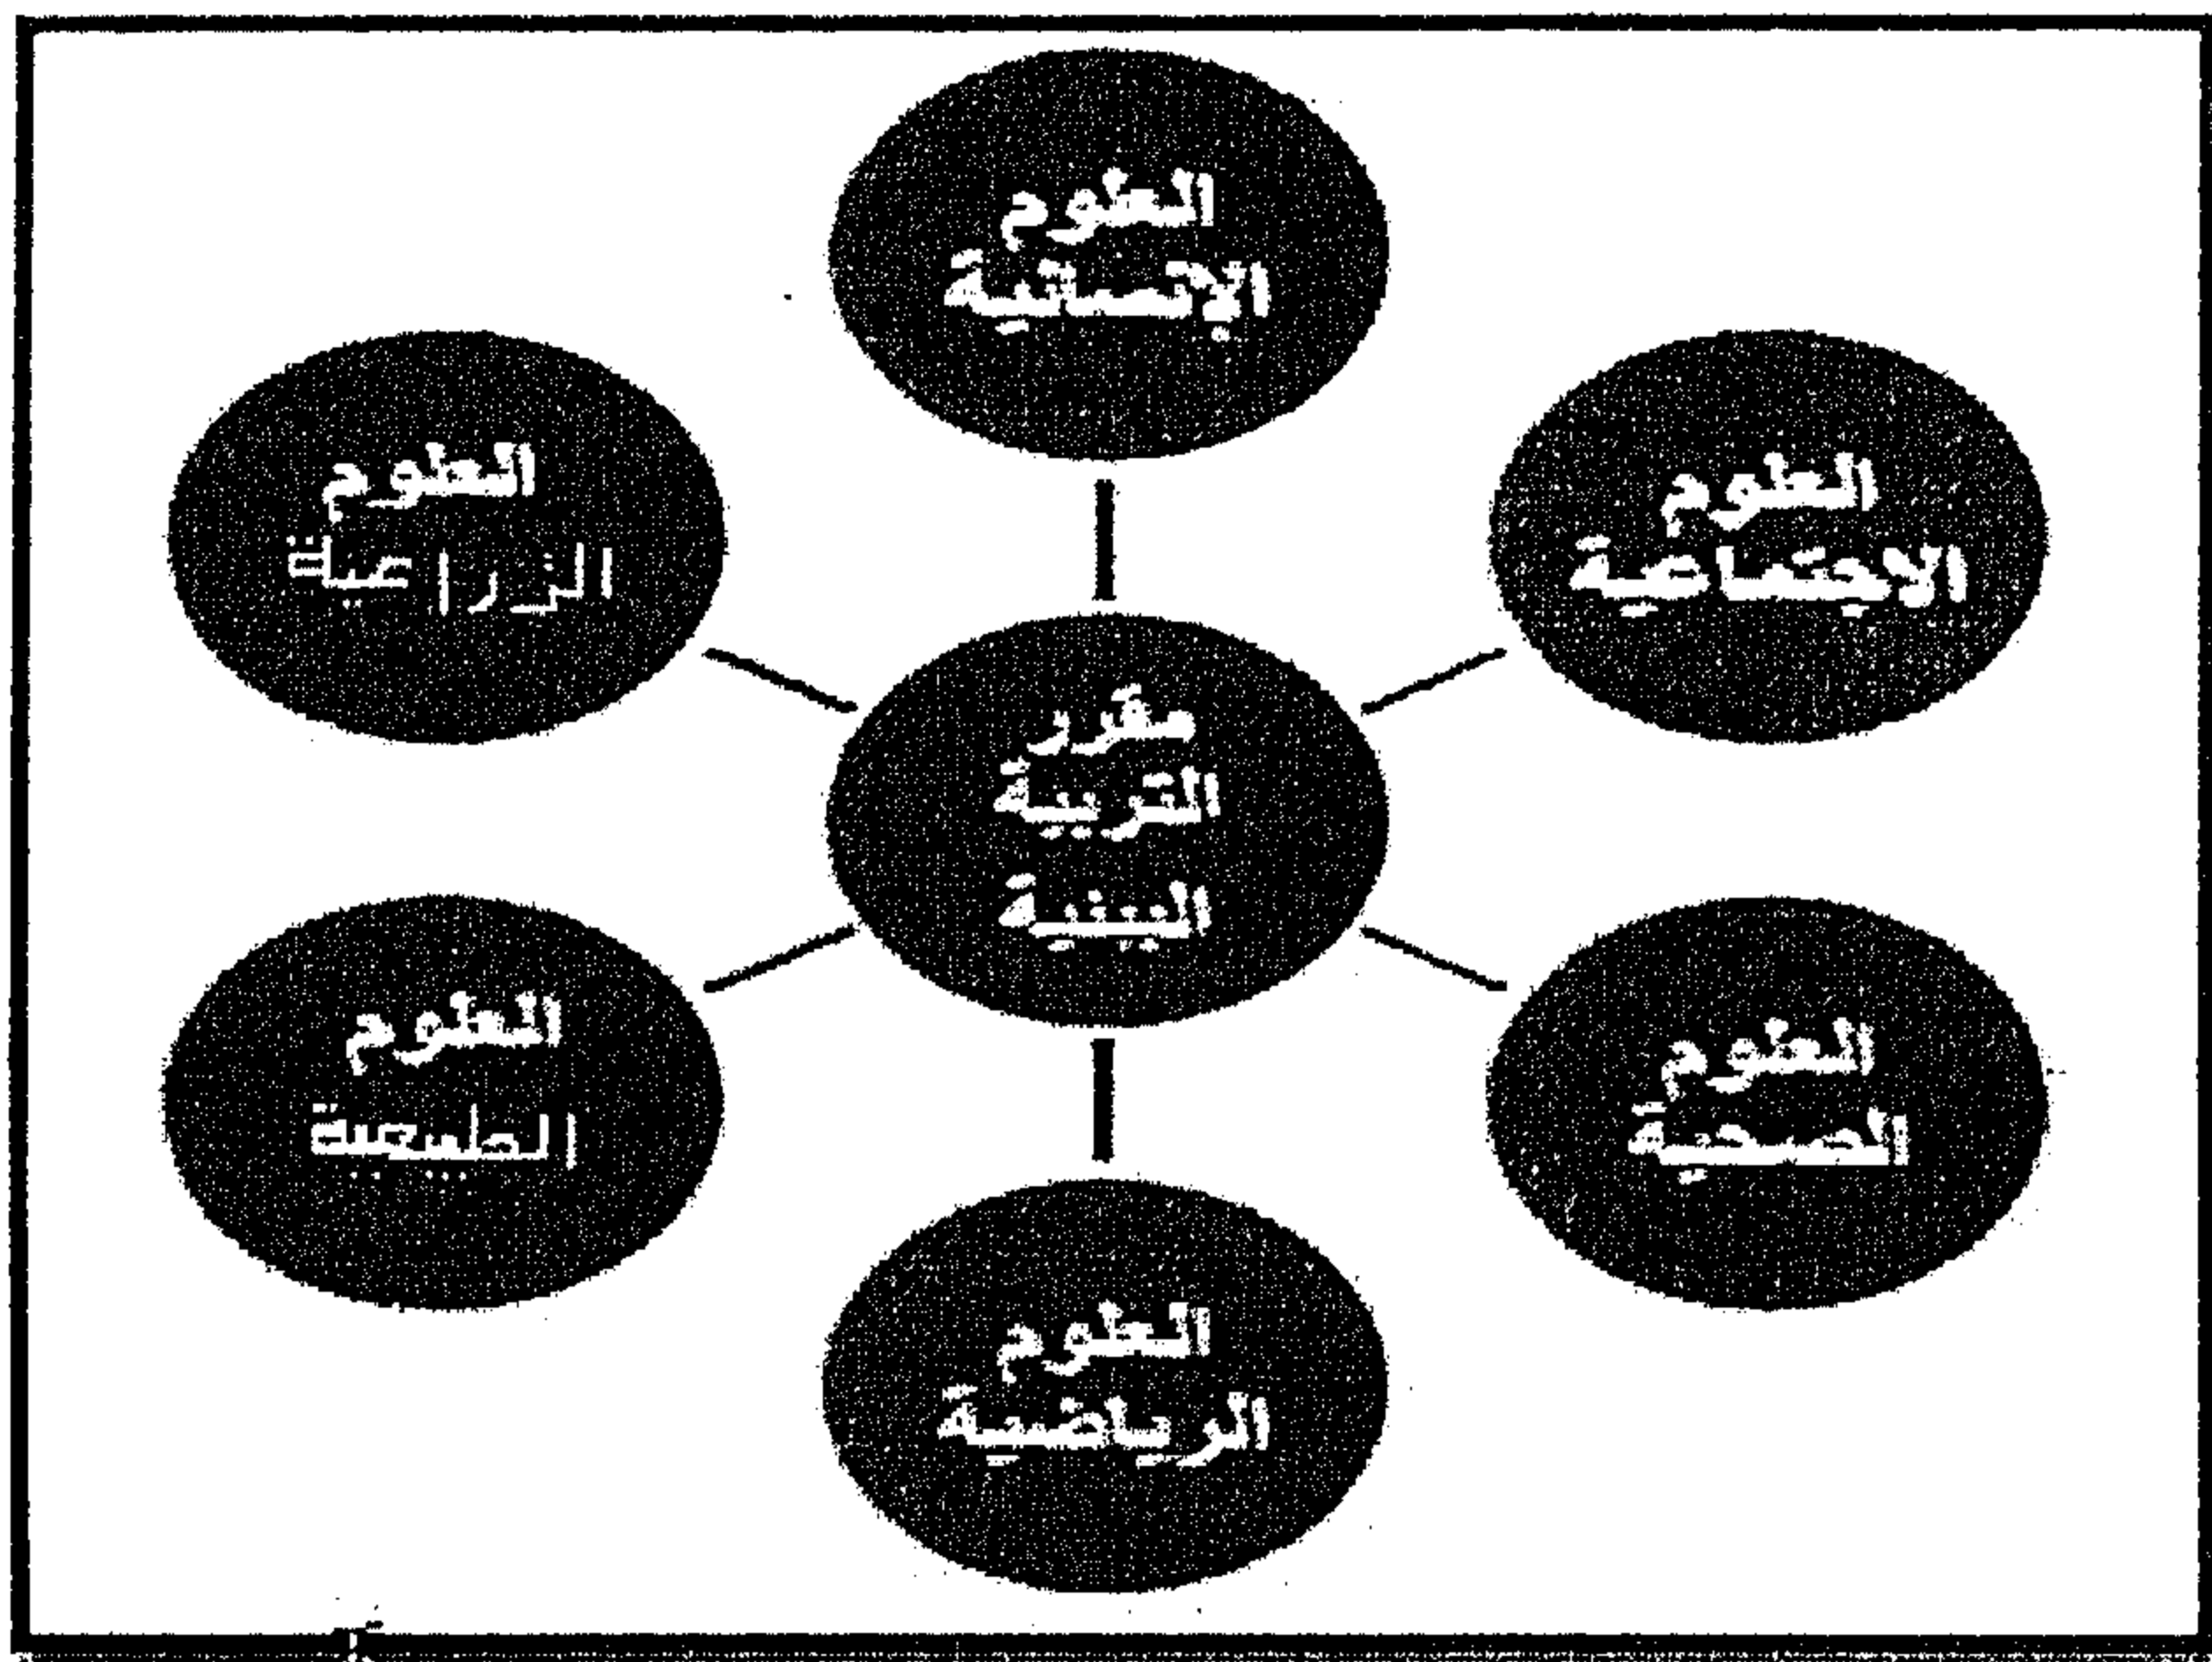 العلوم
الإنسانية
العلوم
الاجتماعية
العلوم
الزراعية
مقرر
التربية
البيئية
العلوم
الصحية
العلوم
الطبيعية
العلوم
الرياضية